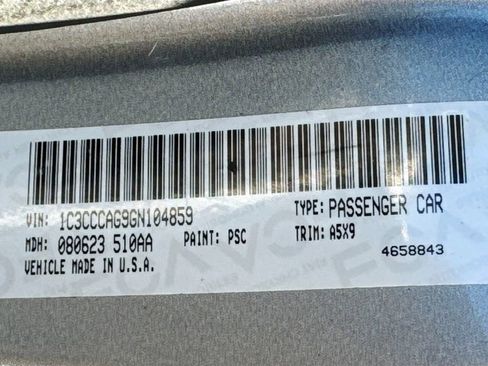 VIN: 1C3CCCAG9GN104859 TYPE: PASSENGER CAR
MDH: 080623 510AA PAINT: PSC TRIM: A5X9
VEHICLE MADE IN U.S.A. 4658843